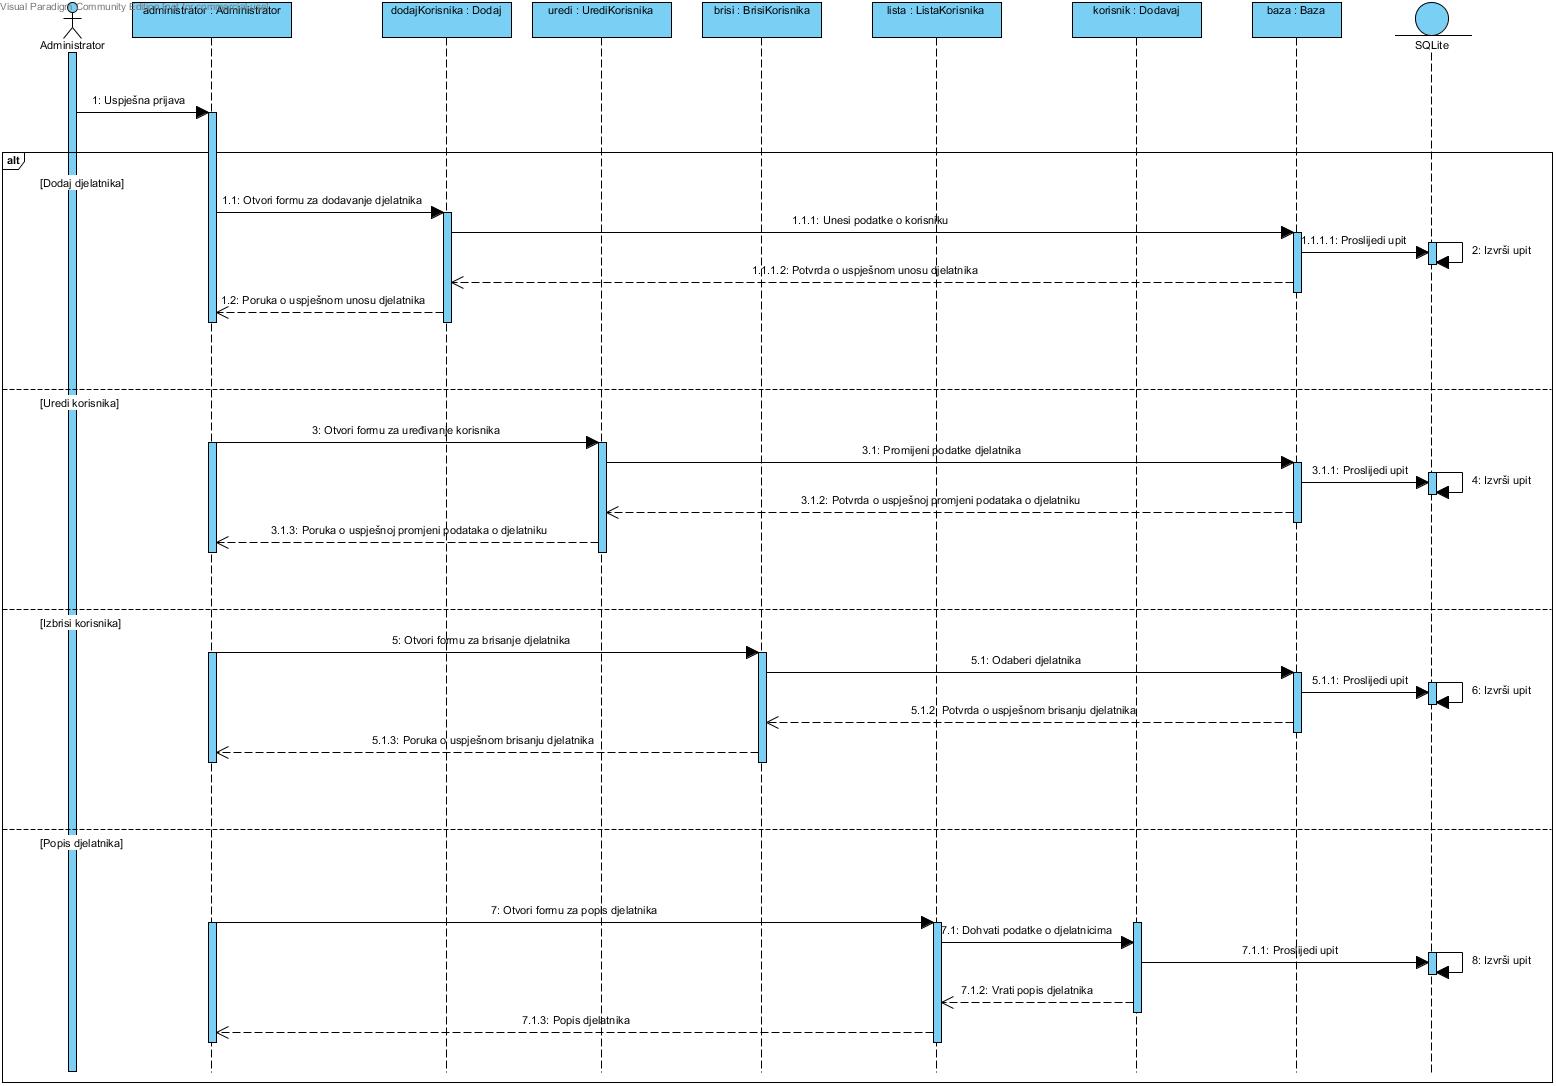 Visual Paradigm Community Edition [not for commercial use]
administrator : Administrator
dodajKorisnika : Dodaj
uredi : UrediKorisnika
brisi : BrisiKorisnika
lista : ListaKorisnika
korisnik : Dodavaj
baza : Baza
Administrator
SQLite
1: Uspješna prijava
alt
[Dodaj djelatnika]
1.1: Otvori formu za dodavanje djelatnika
1.1.1: Unesi podatke o korisniku
1.1.1.1: Proslijedi upit
2: Izvrši upit
1.1.1.2: Potvrda o uspješnom unosu djelatnika
1.2: Poruka o uspješnom unosu djelatnika
[Uredi korisnika]
3: Otvori formu za uređivanje korisnika
3.1: Promijeni podatke djelatnika
3.1.1: Proslijedi upit
4: Izvrši upit
3.1.2: Potvrda o uspješnoj promjeni podataka o djelatniku
3.1.3: Poruka o uspješnoj promjeni podataka o djelatniku
[Izbrisi korisnika]
5: Otvori formu za brisanje djelatnika
5.1: Odaberi djelatnika
5.1.1: Proslijedi upit
6: Izvrši upit
5.1.2: Potvrda o uspješnom brisanju djelatnika
5.1.3: Poruka o uspješnom brisanju djelatnika
[Popis djelatnika]
7: Otvori formu za popis djelatnika
7.1: Dohvati podatke o djelatnicima
7.1.1: Proslijedi upit
8: Izvrši upit
7.1.2: Vrati popis djelatnika
7.1.3: Popis djelatnika